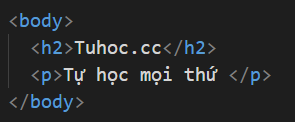 <body>
  <h2>Tuhoc.cc</h2>
  <p>Tự học mọi thứ </p>
</body>